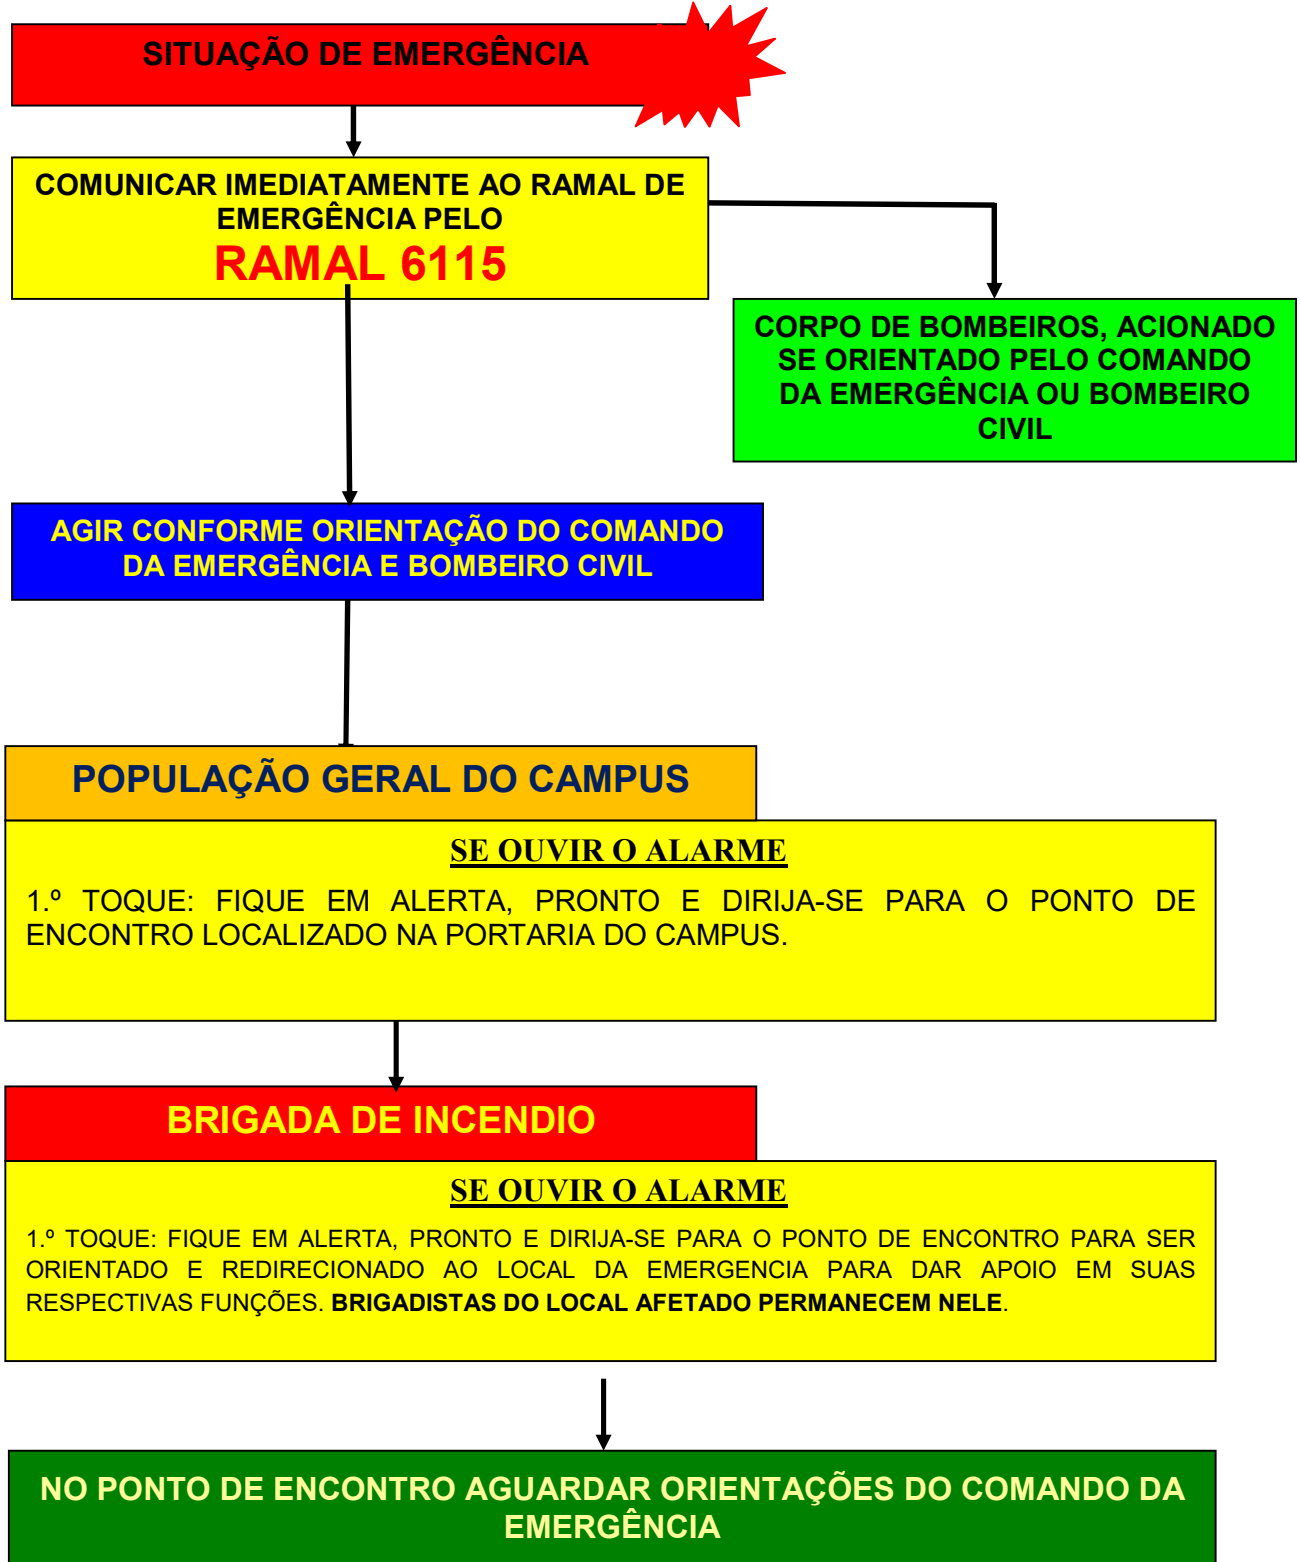 SITUAÇÃO DE EMERGÊNCIA
COMUNICAR IMEDIATAMENTE AO RAMAL DE
EMERGÊNCIA PELO
RAMAL 6115
CORPO DE BOMBEIROS, ACIONADO
SE ORIENTADO PELO COMANDO
DA EMERGÊNCIA OU BOMBEIRO
CIVIL
AGIR CONFORME ORIENTAÇÃO DO COMANDO
DA EMERGÊNCIA E BOMBEIRO CIVIL
POPULAÇÃO GERAL DO CAMPUS
SE OUVIR O ALARME
1.º TOQUE: FIQUE EM ALERTA, PRONTO E DIRIJA-SE PARA O PONTO DE
ENCONTRO LOCALIZADO NA PORTARIA DO CAMPUS.
BRIGADA DE INCENDIO
SE OUVIR O ALARME
1.º TOQUE: FIQUE EM ALERTA, PRONTO E DIRIJA-SE PARA O PONTO DE ENCONTRO PARA SER
ORIENTADO E REDIRECIONADO AO LOCAL DA EMERGENCIA PARA DAR APOIO EM SUAS
RESPECTIVAS FUNÇÕES. BRIGADISTAS DO LOCAL AFETADO PERMANECEM NELE.
NO PONTO DE ENCONTRO AGUARDAR ORIENTAÇÕES DO COMANDO DA
EMERGÊNCIA